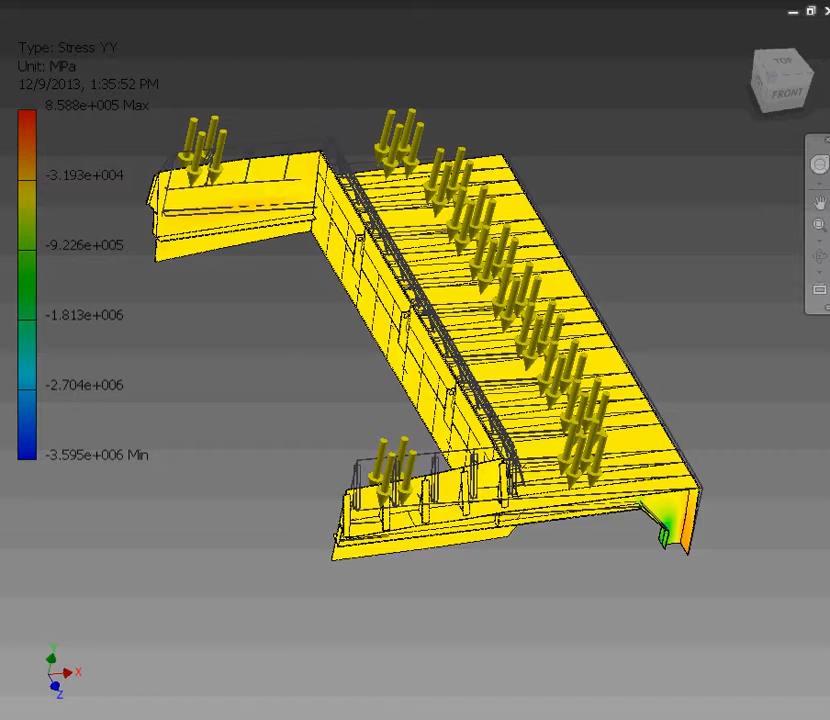 Type: Stress YY
Unit: MPa
12/9/2013, 1:35:52 PM
8.588e+005 Max
-3.193e+004
-9.226e+005
-1.813e+006
-2.704e+006
-3.595e+006 Min
TOP
FRONT
Y
X
Z